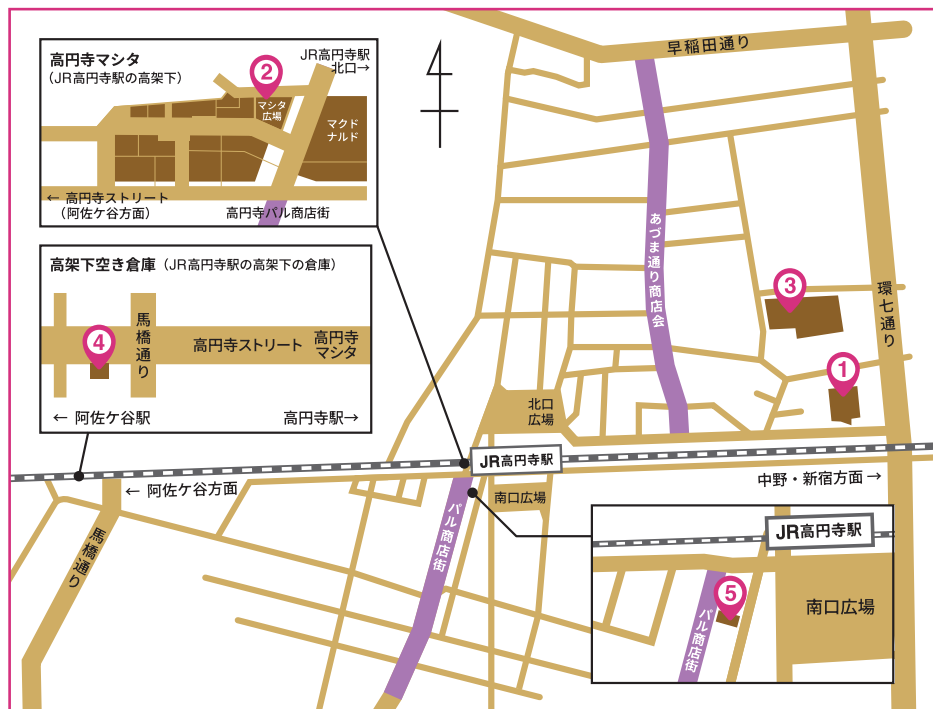 早稲田通り
高円寺マシタ
(JR高円寺駅の高架下)
2
JR高円寺駅
北口→
マシタ
広場
マクド
ナルド
← 高円寺ストリート
(阿佐ケ谷方面)
高円寺パル商店街
高架下空き倉庫(JR高円寺駅の高架下の倉庫)
馬橋通り
4
高円寺ストリート
高円寺
マシタ
← 阿佐ケ谷駅
高円寺駅→
あづま通り商店会
3
環七通り
1
北口
広場
JR高円寺駅
← 阿佐ケ谷方面
中野・新宿方面 →
南口広場
パル商店街
馬橋通り
JR高円寺駅
5
パル商店街
南口広場